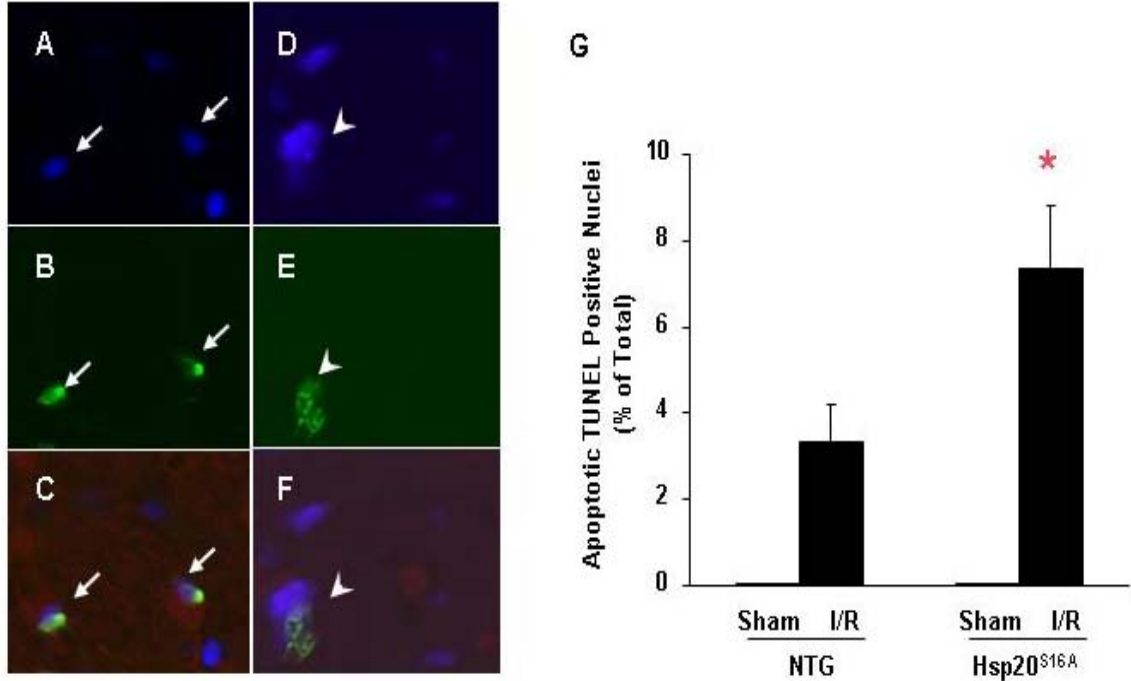 A
D
B
E
C
F
G
Apoptotic TUNEL Positive Nuclei
(% of Total)
10
8
6
4
2
0
Sham I/R Sham I/R
NTG Hsp20S16A